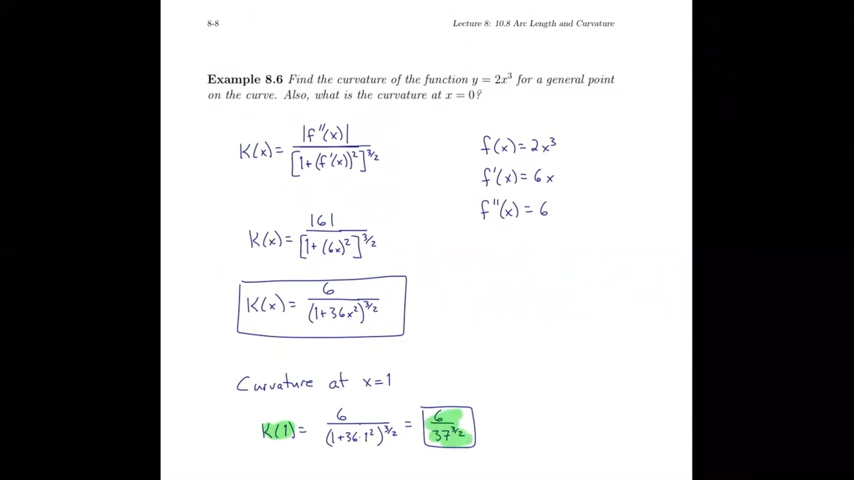 8-8 Lecture 8: 10.8 Arc Length and Curvature
Example 8.6 Find the curvature of the function y = 2x³ for a general point
on the curve. Also, what is the curvature at x = 0?
K(x) = |f''(x)| / [1+(f'(x))²]^3/2
f(x) = 2x³
f'(x) = 6x
f''(x) = 6
K(x) = |6| / [1+(6x)²]^3/2
K(x) = 6 / (1+36x²)^3/2
Curvature at x=1
K(1) = 6 / (1+36·1²)^3/2 = 6 / 37^3/2